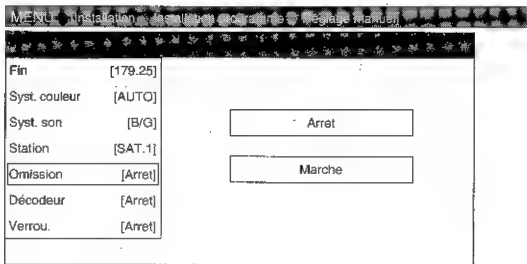 MENU Installation Installation programme Réglage manuel
Fin [179.25]
Syst. couleur [AUTO]
Syst. son [B/G]
Station [SAT.1]
Omission [Arret]
Décodeur [Arret]
Verrou. [Arret]
Arret
Marche